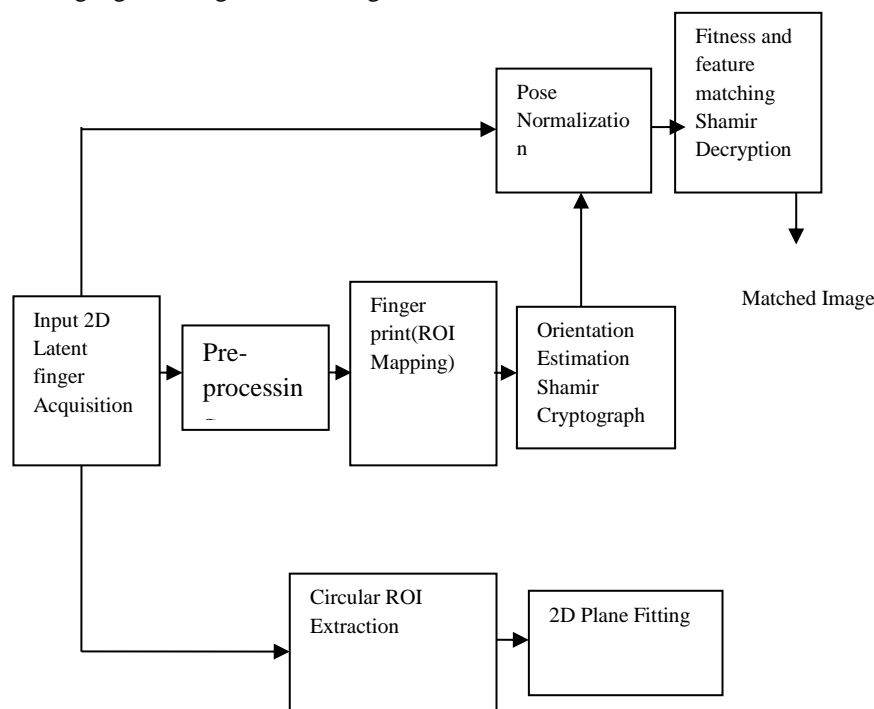 Fitness and
feature
matching
Shamir
Decryption
Pose
Normalizatio
n
Matched Image
Input 2D
Latent
finger
Acquisition
Pre-
processin
Finger
print(ROI
Mapping)
Orientation
Estimation
Shamir
Cryptograph
Circular ROI
Extraction
2D Plane Fitting